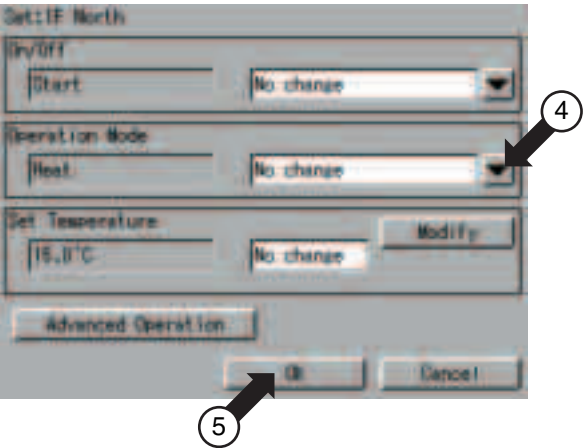 Set:1F North
On/Off
Start No change
4
Operation Mode
Heat No change
Set Temperature
Modify
15.0°C No change
Advanced Operation
Ok Cancel
5